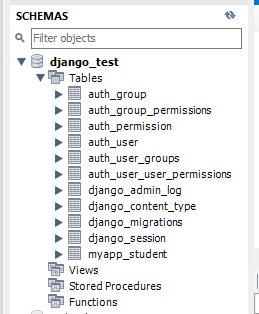 SCHEMAS
Filter objects
django_test
Tables
auth_group
auth_group_permissions
auth_permission
auth_user
auth_user_groups
auth_user_user_permissions
django_admin_log
django_content_type
django_migrations
django_session
myapp_student
Views
Stored Procedures
Functions